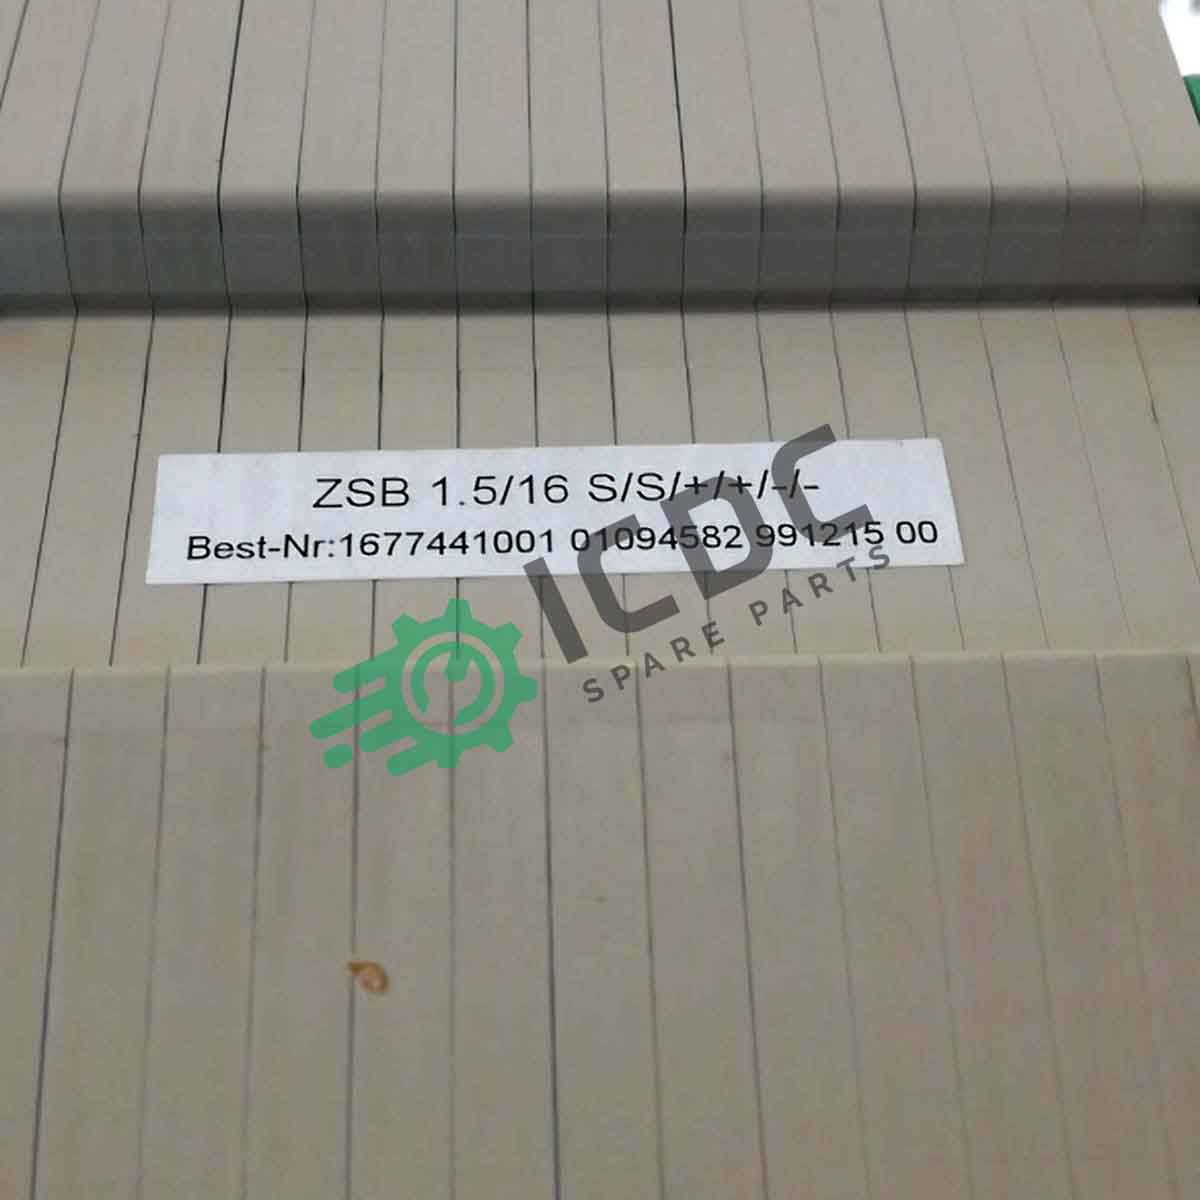 ZSB 1.5/16 S/S/+/+/-/-
Best-Nr:1677441001 01094582 991215 00
ICDC
SPARE PARTS